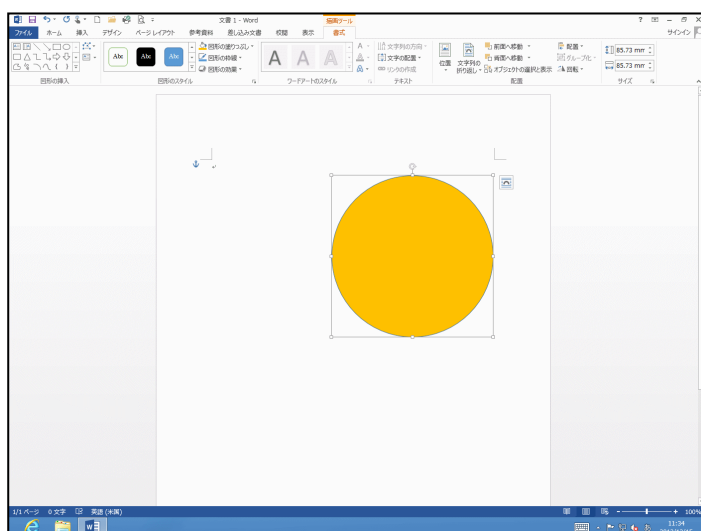 文書 1 - Word
描画ツール
サインイン
ファイル ホーム 挿入 デザイン ページ レイアウト 参考資料 差し込み文書 校閲 表示 書式
Abc Abc Abc
図形の塗りつぶし
図形の枠線
図形の効果
A A A
文字列の方向
文字の配置
リンクの作成
位置
文字列の
折り返し
前面へ移動
背面へ移動
オブジェクトの選択と表示
配置
グループ化
回転
85.73 mm
85.73 mm
図形の挿入 図形のスタイル ワードアートのスタイル テキスト 配置 サイズ
1/1 ページ 0 文字 英語 (米国) 100%
11:34